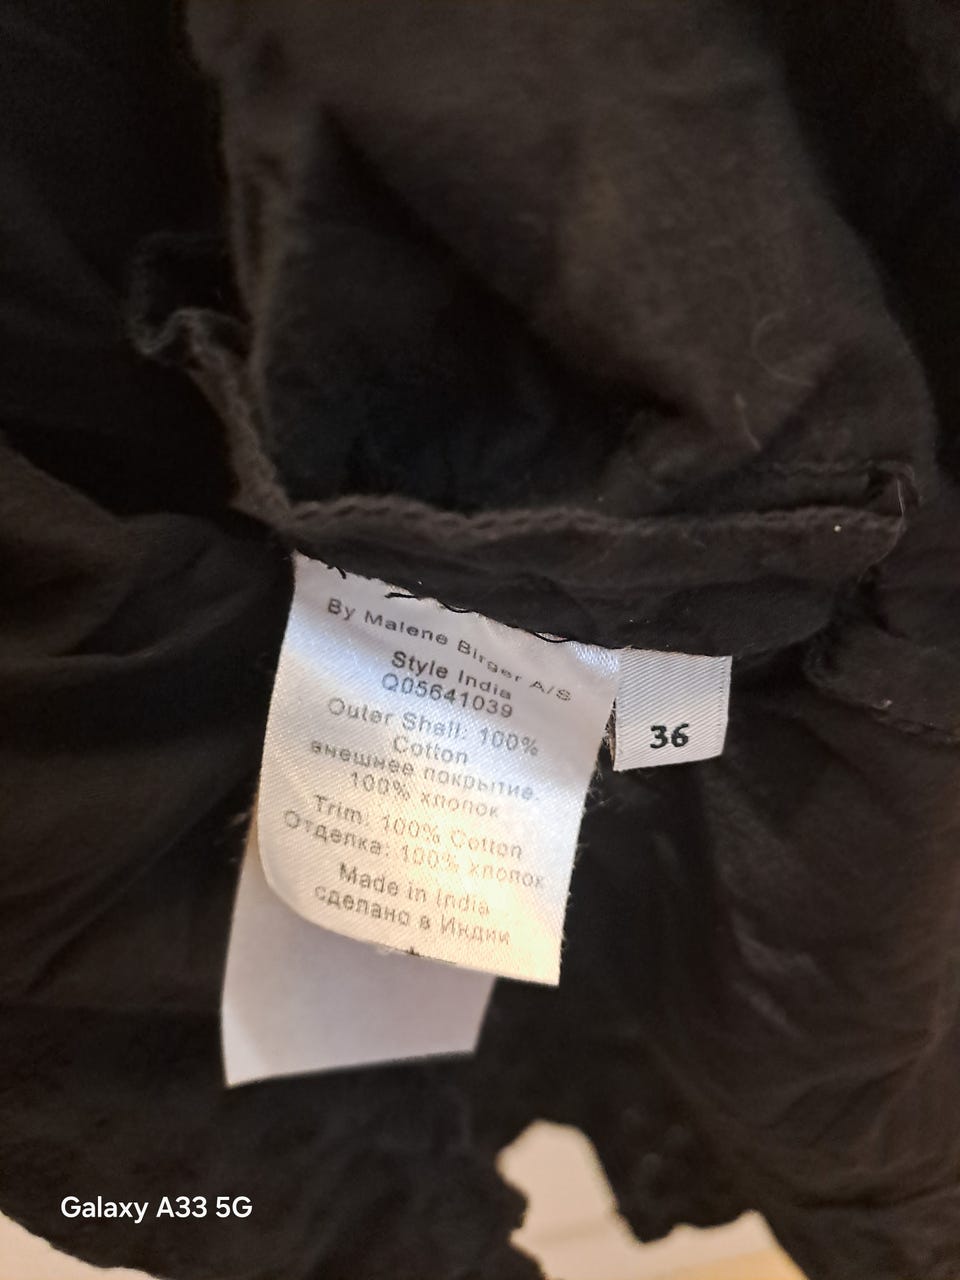 By Malene Birger A/S
Style India
Q05641039
Outer Shell: 100%
Cotton
внешнее покрытие.
100% хлопок
Trim: 100% Cotton
Отделка: 100% хлопок
Made in India
сделано в Индии
36
Galaxy A33 5G